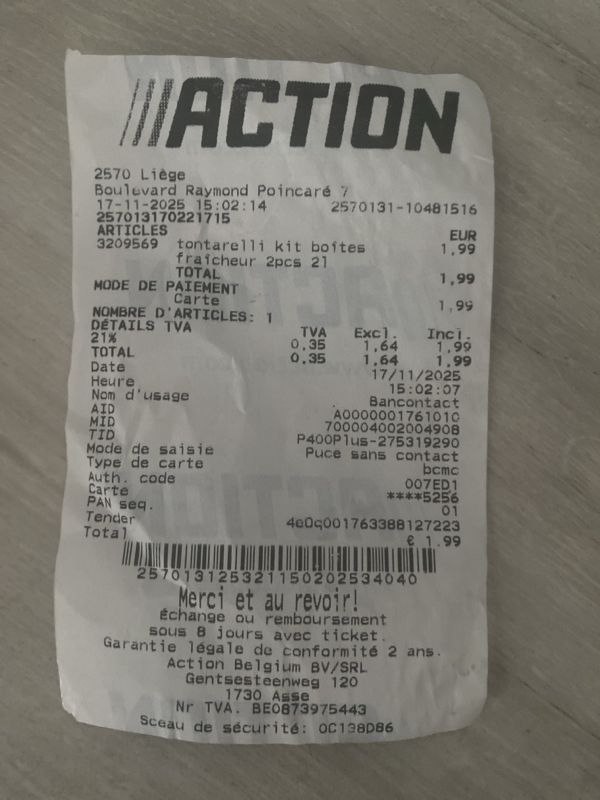 ACTION
2570 Liège
Boulevard Raymond Poincaré 7
17-11-2025 15:02:14 2570131-10481516
257013170221715
ARTICLES EUR
3209569 tontarelli kit boîtes 1,99
fraîcheur 2pcs 2l
TOTAL 1,99
MODE DE PAIEMENT
Carte 1,99
NOMBRE D'ARTICLES: 1
DÉTAILS TVA TVA Excl. Incl.
21% 0,35 1,64 1,99
TOTAL 0,35 1,64 1,99
Date 17/11/2025
Heure 15:02:07
Nom d'usage Bancontact
AID A0000001761010
MID 700004002004908
TID P400Plus-275319290
Mode de saisie Puce sans contact
Type de carte bcmc
Auth. code 007ED1
Carte ****5256
PAN seq. 01
Tender 4e0q001763388127223
Total € 1.99
257013125321150202534040
Merci et au revoir!
Échange ou remboursement
sous 8 jours avec ticket.
Garantie légale de conformité 2 ans.
Action Belgium BV/SRL
Gentsesteenweg 120
1730 Asse
Nr TVA. BE0873975443
Sceau de sécurité: 0C138D86